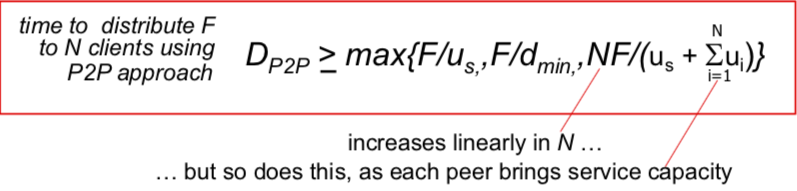 time to distribute F
to N clients using
P2P approach
D_P2P ≥ max{F/u_s,,F/d_min,,NF/(u_s + Σ_{i=1}^{N} u_i)}
increases linearly in N …
… but so does this, as each peer brings service capacity